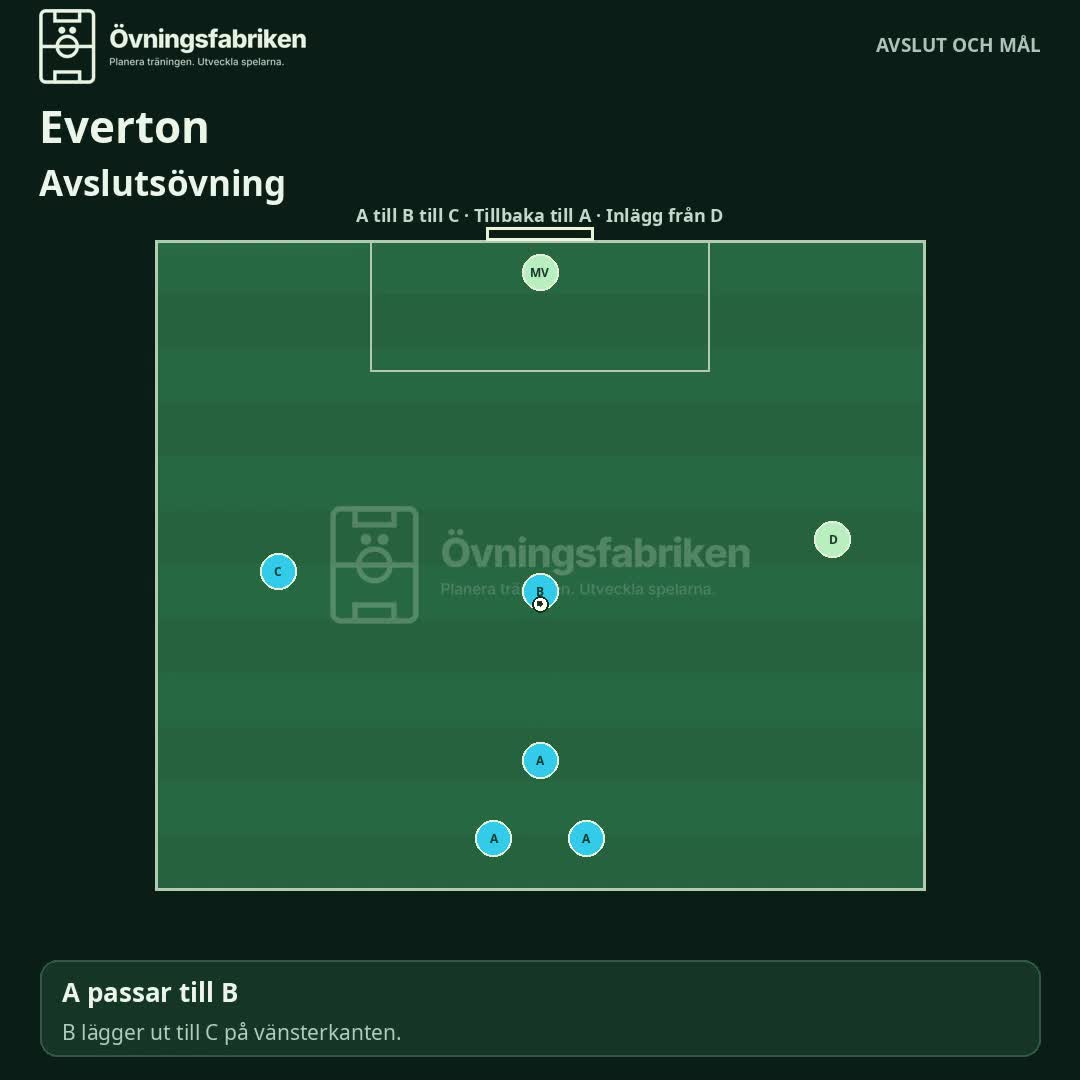 Övningsfabriken
Planera träningen. Utveckla spelarna.
AVSLUT OCH MÅL
Everton
Avslutsövning
A till B till C · Tillbaka till A · Inlägg från D
MV
D
C
Övningsfabriken
B
A
A
A
A passar till B
B lägger ut till C på vänsterkanten.